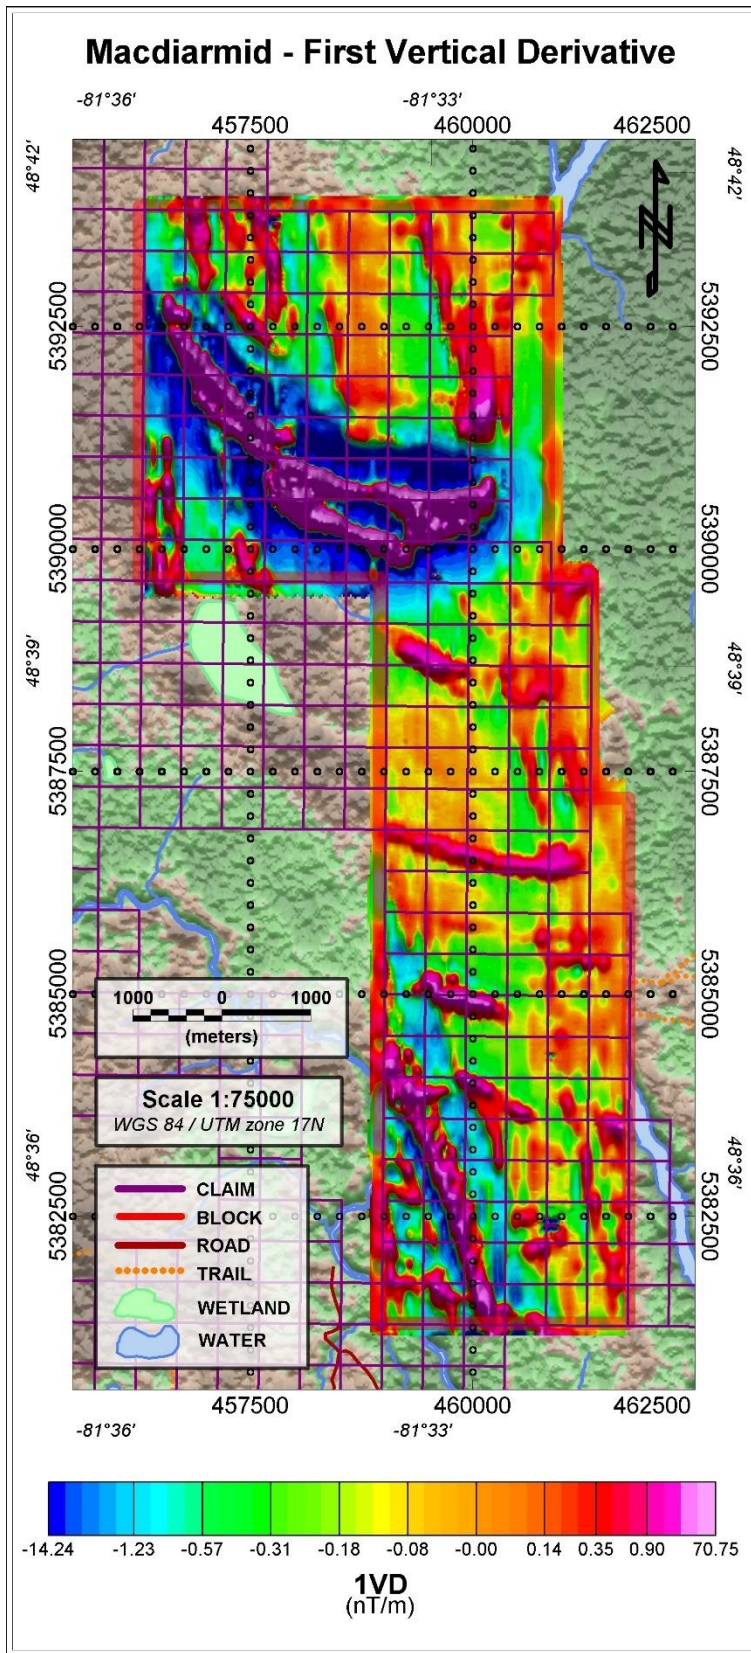 Macdiarmid - First Vertical Derivative
-81°36' -81°33'
457500 460000 462500
48°42' 48°42'
5392500 5392500
5390000 5390000
48°39' 48°39'
5387500 5387500
5385000 5385000
1000 0 1000
(meters)
Scale 1:75000
WGS 84 / UTM zone 17N
48°36' 48°36'
5382500 5382500
CLAIM
BLOCK
ROAD
TRAIL
WETLAND
WATER
457500 460000 462500
-81°36' -81°33'
-14.24 -1.23 -0.57 -0.31 -0.18 -0.08 -0.00 0.14 0.35 0.90 70.75
1VD
(nT/m)